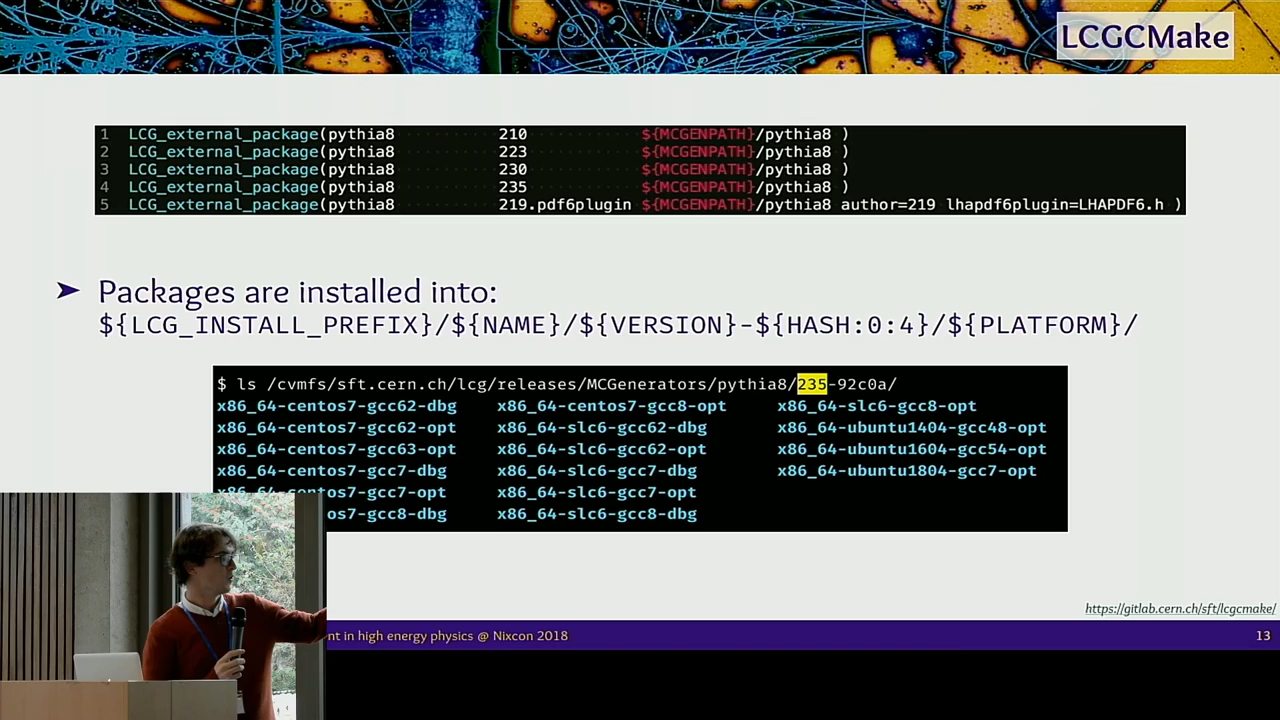 LCGCMake
1 LCG_external_package(pythia8 210 ${MCGENPATH}/pythia8 )
2 LCG_external_package(pythia8 223 ${MCGENPATH}/pythia8 )
3 LCG_external_package(pythia8 230 ${MCGENPATH}/pythia8 )
4 LCG_external_package(pythia8 235 ${MCGENPATH}/pythia8 )
5 LCG_external_package(pythia8 219.pdf6plugin ${MCGENPATH}/pythia8 author=219 lhapdf6plugin=LHAPDF6.h )
➤ Packages are installed into:
${LCG_INSTALL_PREFIX}/${NAME}/${VERSION}-${HASH:0:4}/${PLATFORM}/
$ ls /cvmfs/sft.cern.ch/lcg/releases/MCGenerators/pythia8/235-92c0a/
x86_64-centos7-gcc62-dbg x86_64-centos7-gcc8-opt x86_64-slc6-gcc8-opt
x86_64-centos7-gcc62-opt x86_64-slc6-gcc62-dbg x86_64-ubuntu1404-gcc48-opt
x86_64-centos7-gcc63-opt x86_64-slc6-gcc62-opt x86_64-ubuntu1604-gcc54-opt
x86_64-centos7-gcc7-dbg x86_64-slc6-gcc7-dbg x86_64-ubuntu1804-gcc7-opt
x86_64-centos7-gcc7-opt x86_64-slc6-gcc7-opt
os7-gcc8-dbg x86_64-slc6-gcc8-dbg
https://gitlab.cern.ch/sft/lcgcmake/
nt in high energy physics @ Nixcon 2018 13